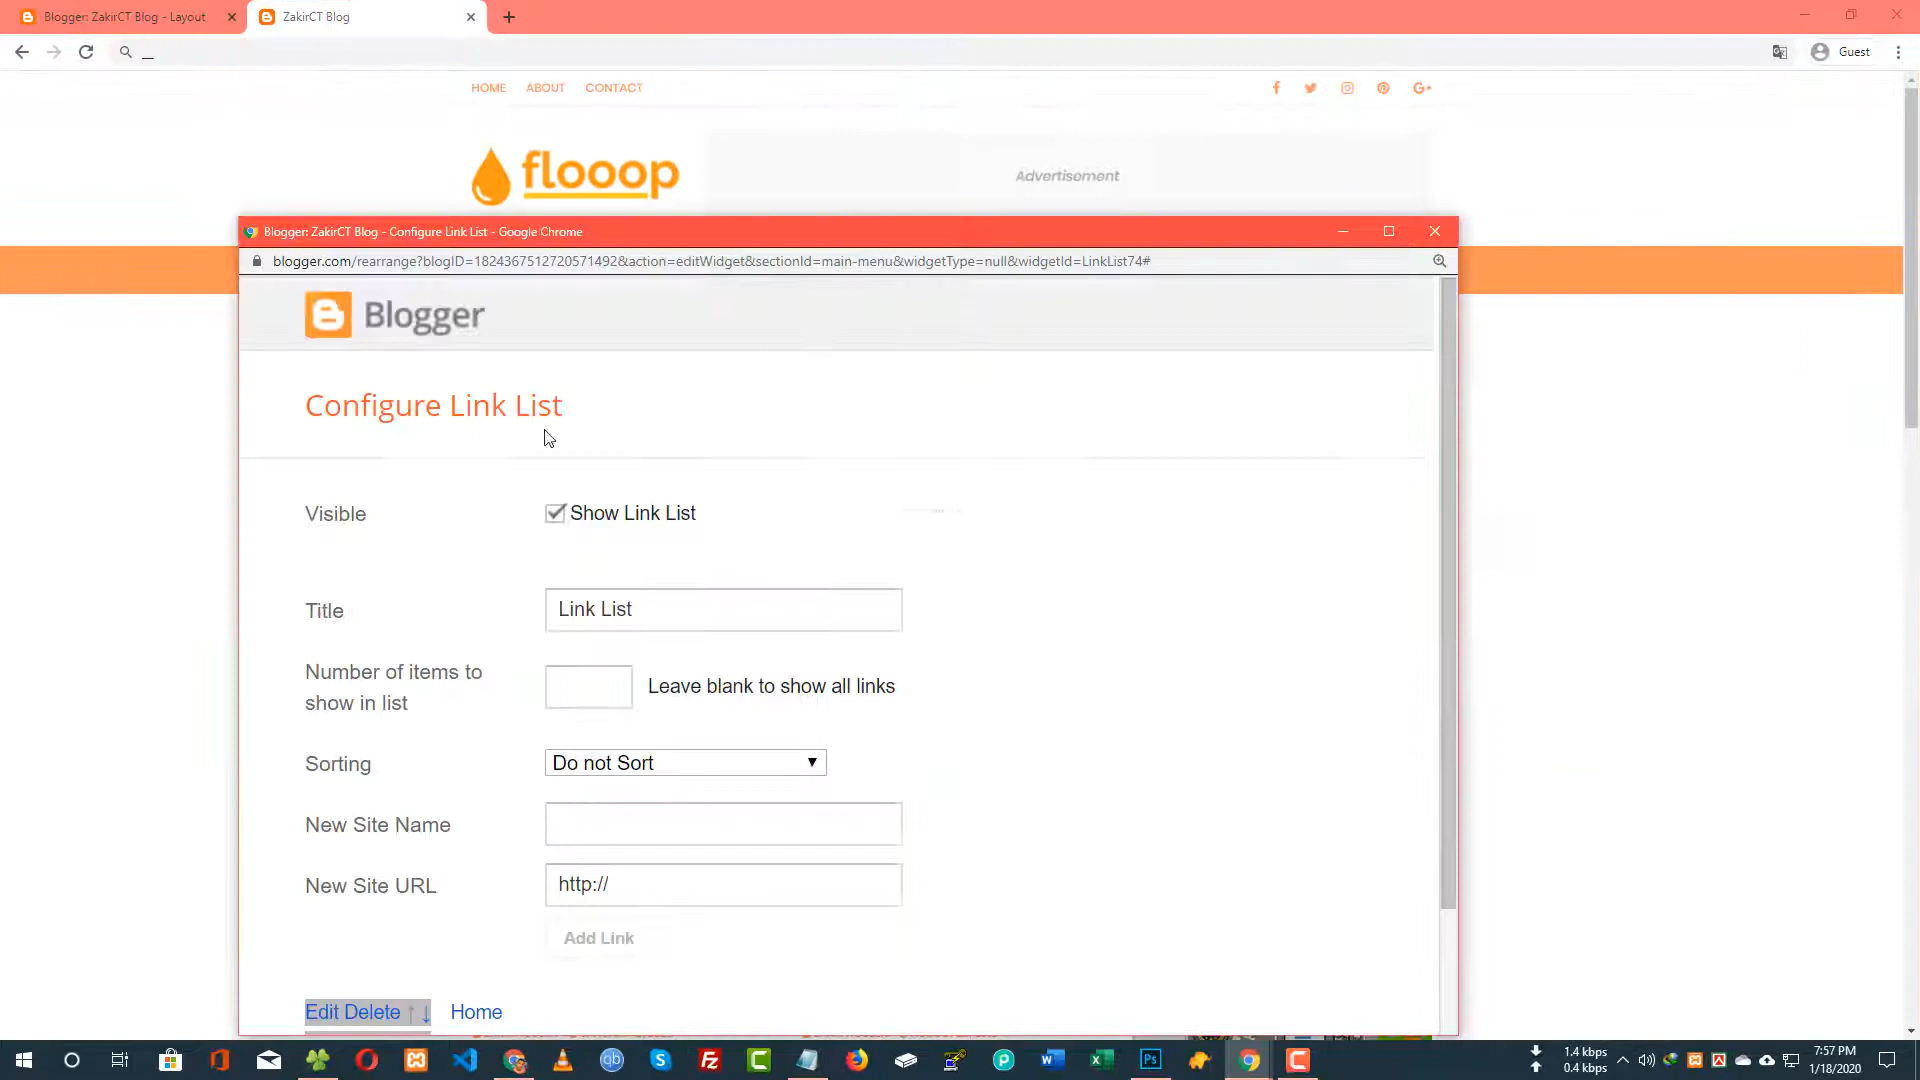 Blogger: ZakirCT Blog - Layout
ZakirCT Blog
Guest
HOME ABOUT CONTACT
flooop
Advertisement
Blogger: ZakirCT Blog - Configure Link List - Google Chrome
blogger.com/rearrange?blogID=1824367512720571492&action=editWidget&sectionId=main-menu&widgetType=null&widgetId=LinkList74#
Blogger
Configure Link List
Visible
Show Link List
Title
Link List
Number of items to
show in list
Leave blank to show all links
Sorting
Do not Sort
New Site Name
New Site URL
http://
Add Link
Edit Delete ↑ ↓ Home
1.4 kbps
0.4 kbps
7:57 PM
1/18/2020